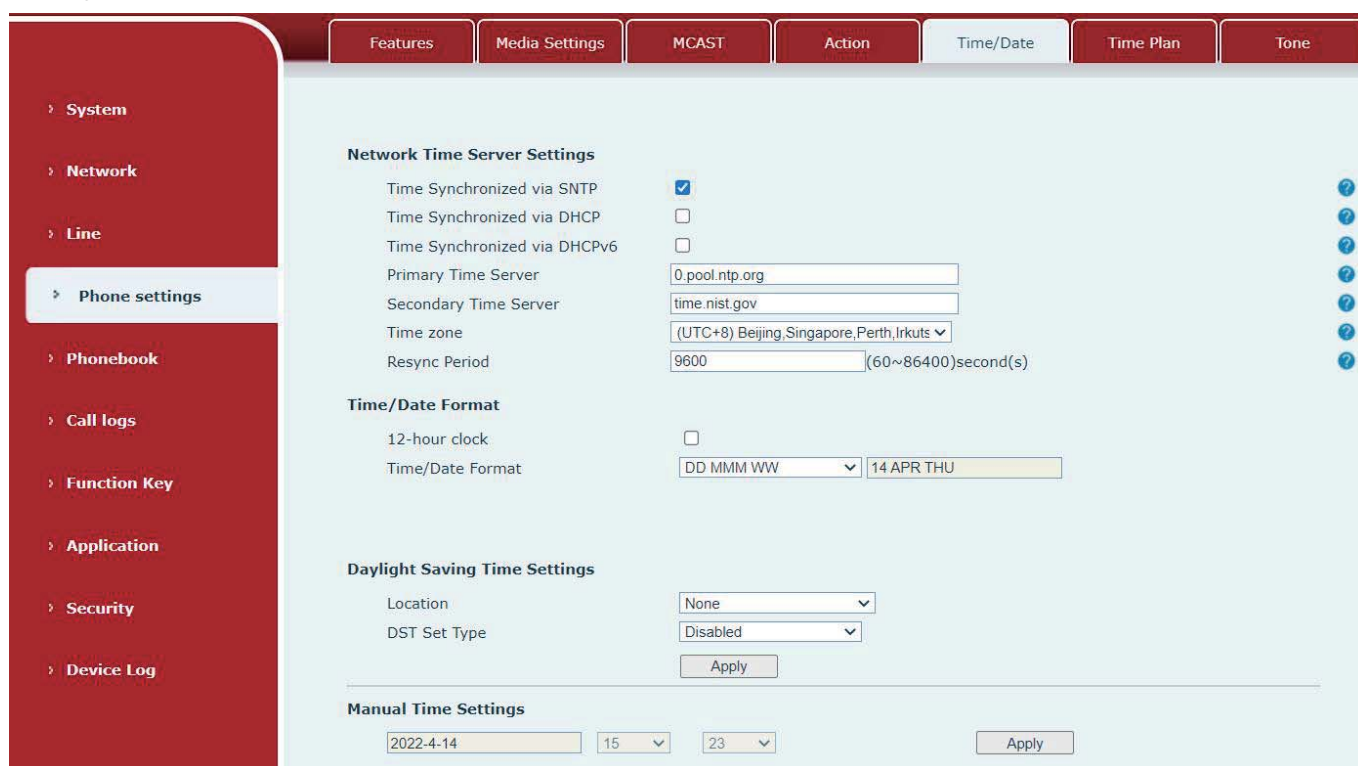 Features Media Settings MCAST Action Time/Date Time Plan Tone
System
Network
Line
Phone settings
Phonebook
Call logs
Function Key
Application
Security
Device Log
Network Time Server Settings
Time Synchronized via SNTP
Time Synchronized via DHCP
Time Synchronized via DHCPv6
Primary Time Server 0.pool.ntp.org
Secondary Time Server time.nist.gov
Time zone (UTC+8) Beijing,Singapore,Perth,Irkuts
Resync Period 9600 (60~86400)second(s)
Time/Date Format
12-hour clock
Time/Date Format DD MMM WW 14 APR THU
Daylight Saving Time Settings
Location None
DST Set Type Disabled
Apply
Manual Time Settings
2022-4-14 15 23 Apply